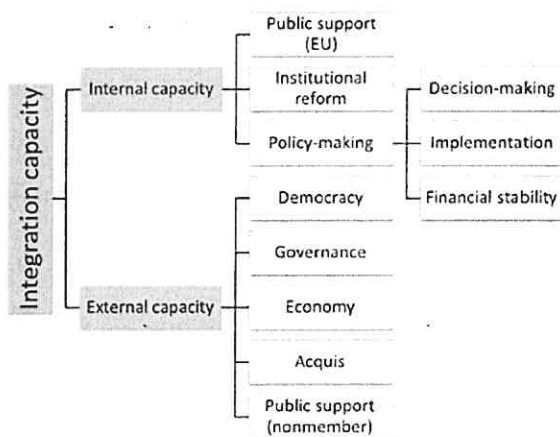 Integration capacity
Internal capacity
Public support
(EU)
Institutional
reform
Policy-making
Decision-making
Implementation
Financial stability
External capacity
Democracy
Governance
Economy
Acquis
Public support
(nonmember)